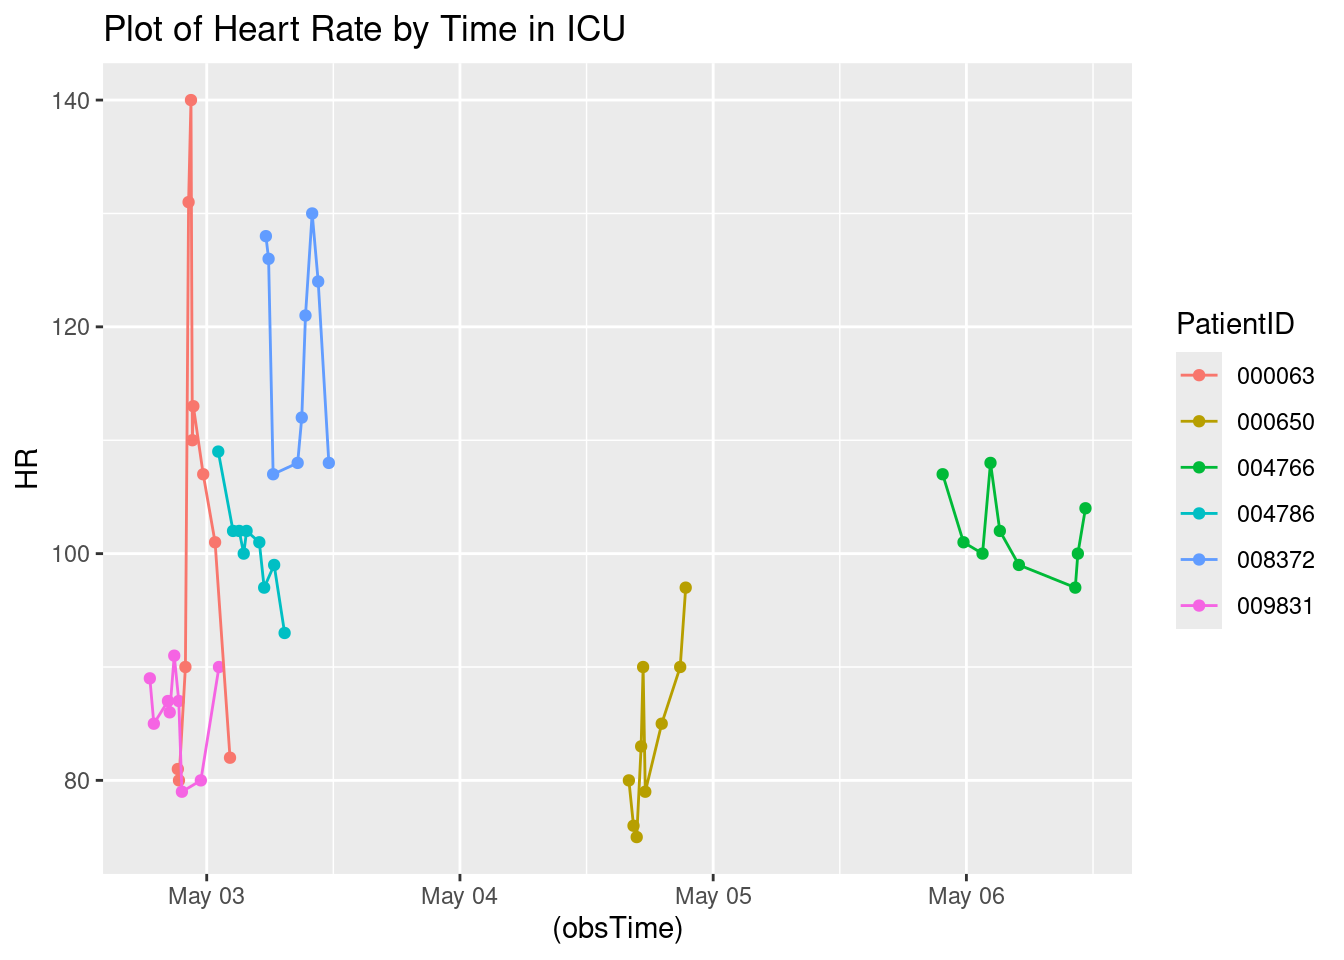 Plot of Heart Rate by Time in ICU
140
120
100
80
HR
May 03
May 04
May 05
May 06
(obsTime)
PatientID
000063
000650
004766
004786
008372
009831